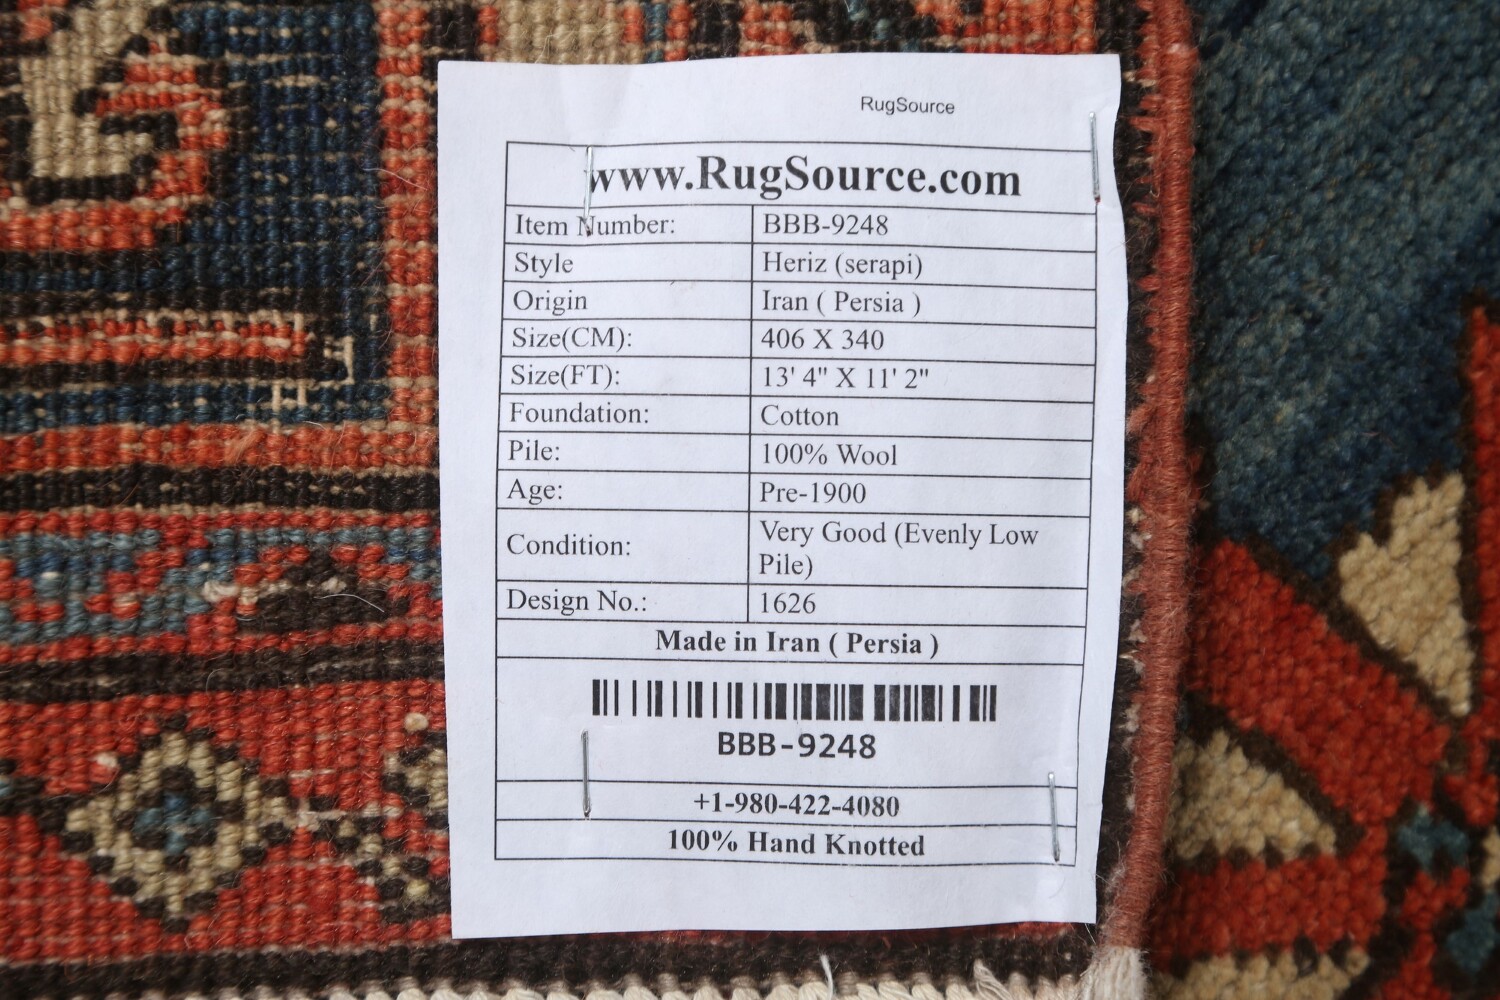 RugSource
www.RugSource.com
Item Number: BBB-9248
Style Heriz (serapi)
Origin Iran ( Persia )
Size(CM): 406 X 340
Size(FT): 13' 4" X 11' 2"
Foundation: Cotton
Pile: 100% Wool
Age: Pre-1900
Condition: Very Good (Evenly Low
Pile)
Design No.: 1626
Made in Iran ( Persia )
BBB-9248
+1-980-422-4080
100% Hand Knotted